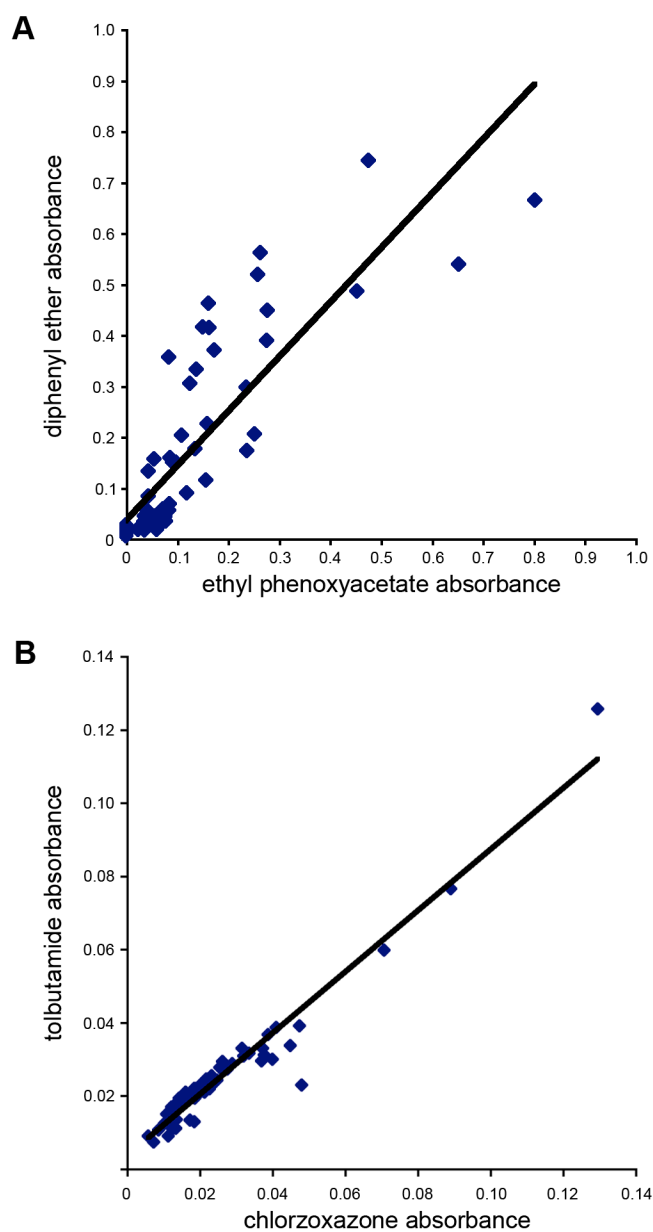 A
1.0
0.9
0.8
0.7
0.6
0.5
0.4
0.3
0.2
0.1
0
diphenyl ether absorbance
0 0.1 0.2 0.3 0.4 0.5 0.6 0.7 0.8 0.9 1.0
ethyl phenoxyacetate absorbance
B
0.14
0.12
0.10
0.08
0.06
0.04
0.02
tolbutamide absorbance
0 0.02 0.04 0.06 0.08 0.10 0.12 0.14
chlorzoxazone absorbance